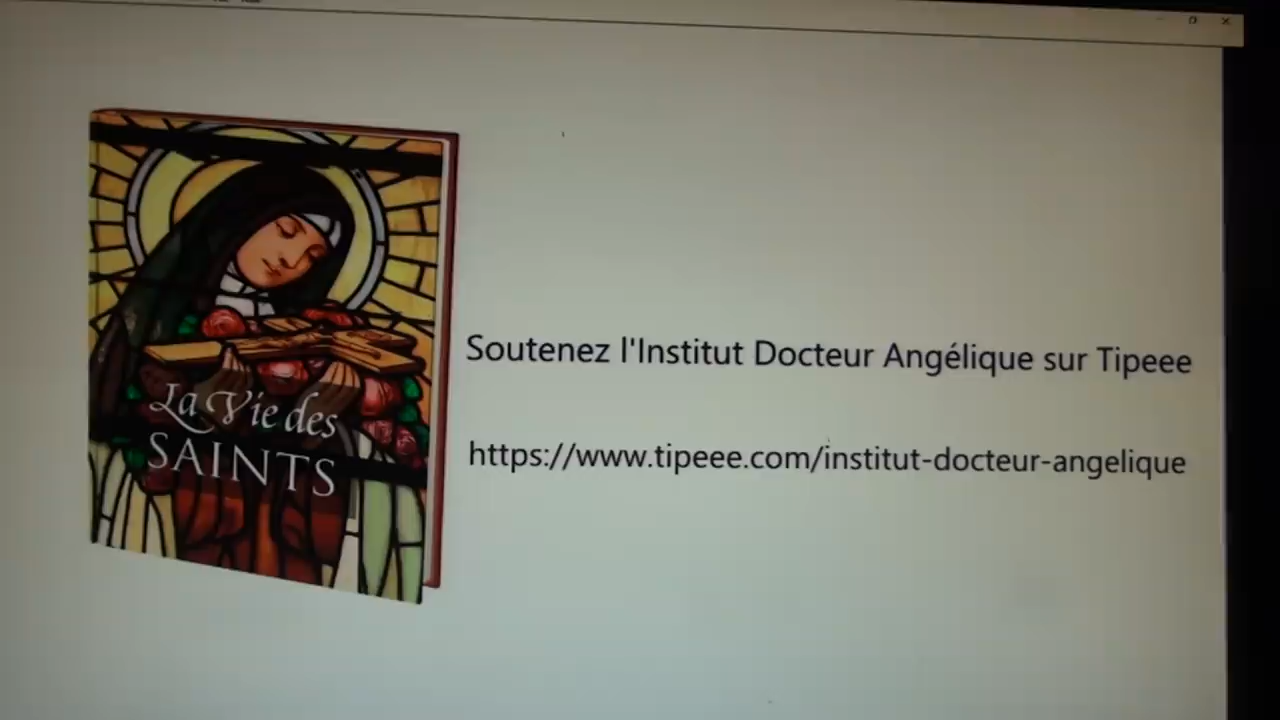 La Vie des
SAINTS
Soutenez l'Institut Docteur Angélique sur Tipeee
https://www.tipeee.com/institut-docteur-angelique